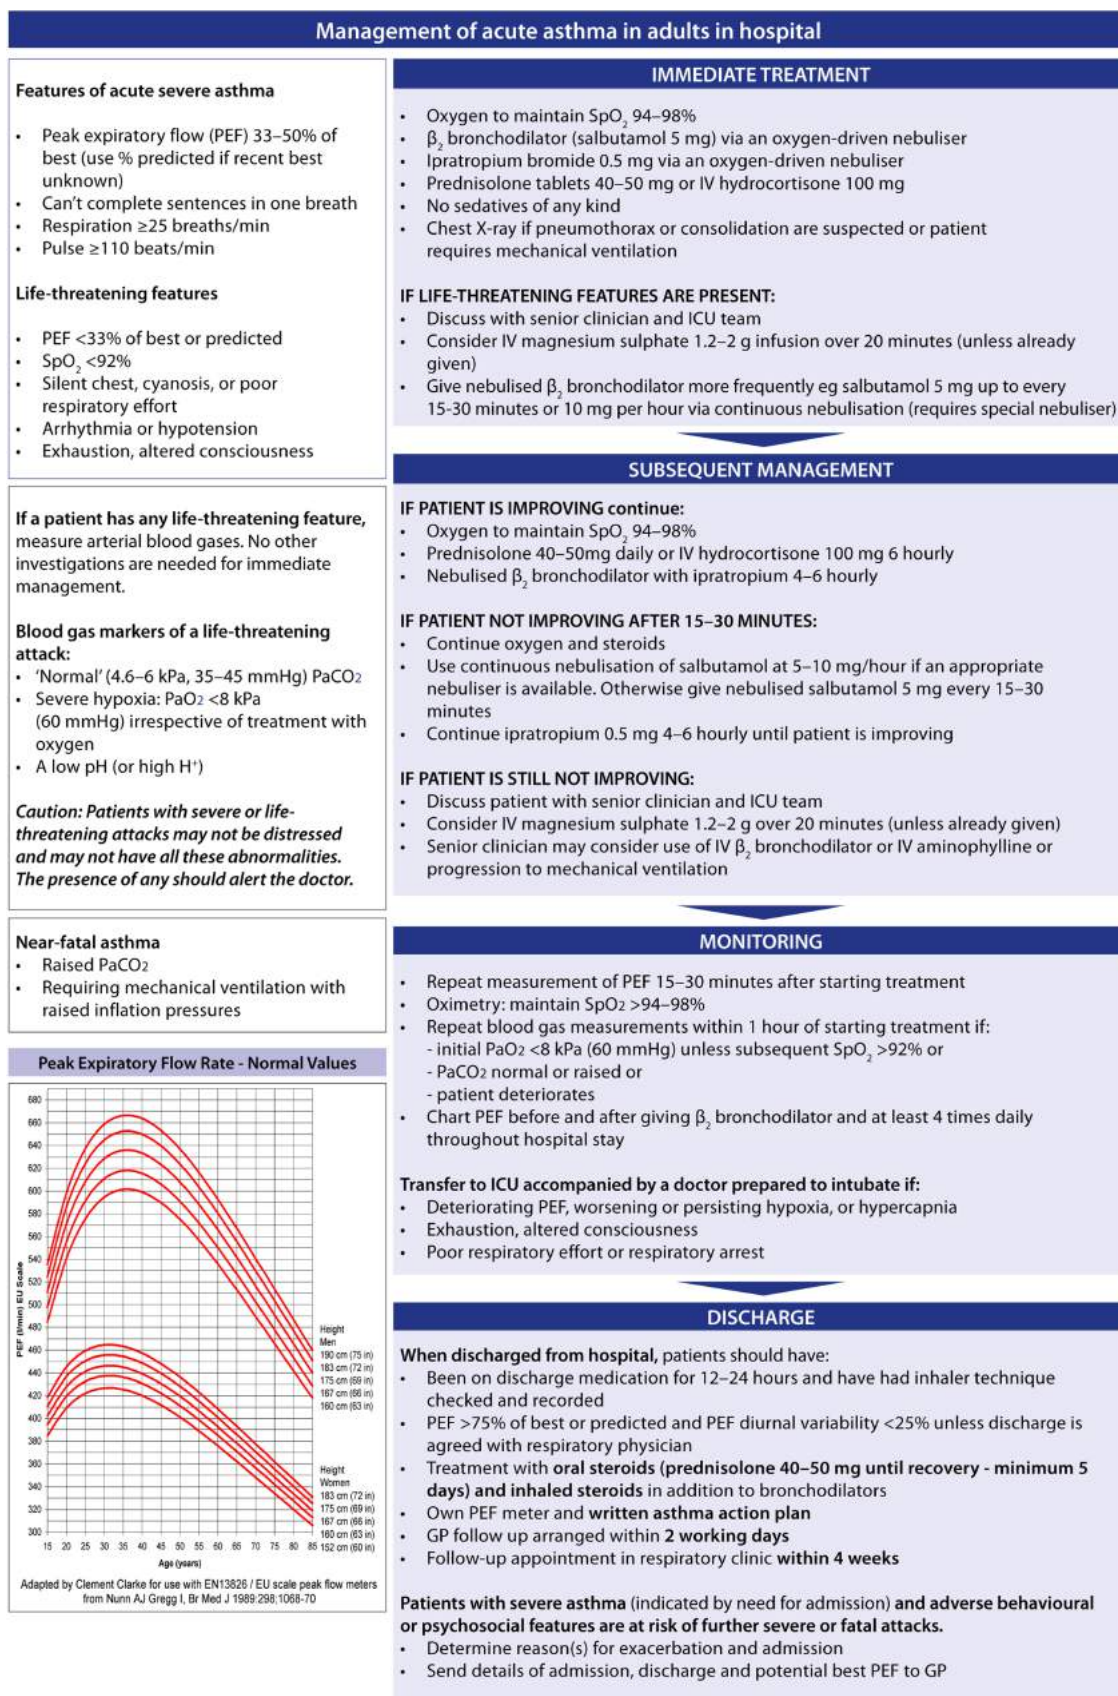 Management of acute asthma in adults in hospital
Features of acute severe asthma
• Peak expiratory flow (PEF) 33–50% of
best (use % predicted if recent best
unknown)
• Can't complete sentences in one breath
• Respiration ≥25 breaths/min
• Pulse ≥110 beats/min
Life-threatening features
• PEF <33% of best or predicted
• SpO₂ <92%
• Silent chest, cyanosis, or poor
respiratory effort
• Arrhythmia or hypotension
• Exhaustion, altered consciousness
If a patient has any life-threatening feature,
measure arterial blood gases. No other
investigations are needed for immediate
management.
Blood gas markers of a life-threatening
attack:
• 'Normal' (4.6–6 kPa, 35–45 mmHg) PaCO2
• Severe hypoxia: PaO2 <8 kPa
(60 mmHg) irrespective of treatment with
oxygen
• A low pH (or high H⁺)
Caution: Patients with severe or life-
threatening attacks may not be distressed
and may not have all these abnormalities.
The presence of any should alert the doctor.
Near-fatal asthma
• Raised PaCO2
• Requiring mechanical ventilation with
raised inflation pressures
Peak Expiratory Flow Rate - Normal Values
PEF (l/min) EU Scale
680
660
640
620
600
580
560
540
520
500
480
460
440
420
400
380
360
340
320
300
Height
Men
190 cm (75 in)
183 cm (72 in)
175 cm (69 in)
167 cm (66 in)
160 cm (63 in)
Height
Women
183 cm (72 in)
175 cm (69 in)
167 cm (66 in)
160 cm (63 in)
152 cm (60 in)
15 20 25 30 35 40 45 50 55 60 65 70 75 80 85
Age (years)
Adapted by Clement Clarke for use with EN13826 / EU scale peak flow meters
from Nunn AJ Gregg I, Br Med J 1989:298;1068-70
IMMEDIATE TREATMENT
• Oxygen to maintain SpO₂ 94–98%
• β₂ bronchodilator (salbutamol 5 mg) via an oxygen-driven nebuliser
• Ipratropium bromide 0.5 mg via an oxygen-driven nebuliser
• Prednisolone tablets 40–50 mg or IV hydrocortisone 100 mg
• No sedatives of any kind
• Chest X-ray if pneumothorax or consolidation are suspected or patient
requires mechanical ventilation
IF LIFE-THREATENING FEATURES ARE PRESENT:
• Discuss with senior clinician and ICU team
• Consider IV magnesium sulphate 1.2–2 g infusion over 20 minutes (unless already
given)
• Give nebulised β₂ bronchodilator more frequently eg salbutamol 5 mg up to every
15-30 minutes or 10 mg per hour via continuous nebulisation (requires special nebuliser)
SUBSEQUENT MANAGEMENT
IF PATIENT IS IMPROVING continue:
• Oxygen to maintain SpO₂ 94–98%
• Prednisolone 40–50mg daily or IV hydrocortisone 100 mg 6 hourly
• Nebulised β₂ bronchodilator with ipratropium 4–6 hourly
IF PATIENT NOT IMPROVING AFTER 15–30 MINUTES:
• Continue oxygen and steroids
• Use continuous nebulisation of salbutamol at 5–10 mg/hour if an appropriate
nebuliser is available. Otherwise give nebulised salbutamol 5 mg every 15–30
minutes
• Continue ipratropium 0.5 mg 4–6 hourly until patient is improving
IF PATIENT IS STILL NOT IMPROVING:
• Discuss patient with senior clinician and ICU team
• Consider IV magnesium sulphate 1.2–2 g over 20 minutes (unless already given)
• Senior clinician may consider use of IV β₂ bronchodilator or IV aminophylline or
progression to mechanical ventilation
MONITORING
• Repeat measurement of PEF 15–30 minutes after starting treatment
• Oximetry: maintain SpO2 >94–98%
• Repeat blood gas measurements within 1 hour of starting treatment if:
- initial PaO2 <8 kPa (60 mmHg) unless subsequent SpO₂ >92% or
- PaCO2 normal or raised or
- patient deteriorates
• Chart PEF before and after giving β₂ bronchodilator and at least 4 times daily
throughout hospital stay
Transfer to ICU accompanied by a doctor prepared to intubate if:
• Deteriorating PEF, worsening or persisting hypoxia, or hypercapnia
• Exhaustion, altered consciousness
• Poor respiratory effort or respiratory arrest
DISCHARGE
When discharged from hospital, patients should have:
• Been on discharge medication for 12–24 hours and have had inhaler technique
checked and recorded
• PEF >75% of best or predicted and PEF diurnal variability <25% unless discharge is
agreed with respiratory physician
• Treatment with oral steroids (prednisolone 40–50 mg until recovery - minimum 5
days) and inhaled steroids in addition to bronchodilators
• Own PEF meter and written asthma action plan
• GP follow up arranged within 2 working days
• Follow-up appointment in respiratory clinic within 4 weeks
Patients with severe asthma (indicated by need for admission) and adverse behavioural
or psychosocial features are at risk of further severe or fatal attacks.
• Determine reason(s) for exacerbation and admission
• Send details of admission, discharge and potential best PEF to GP